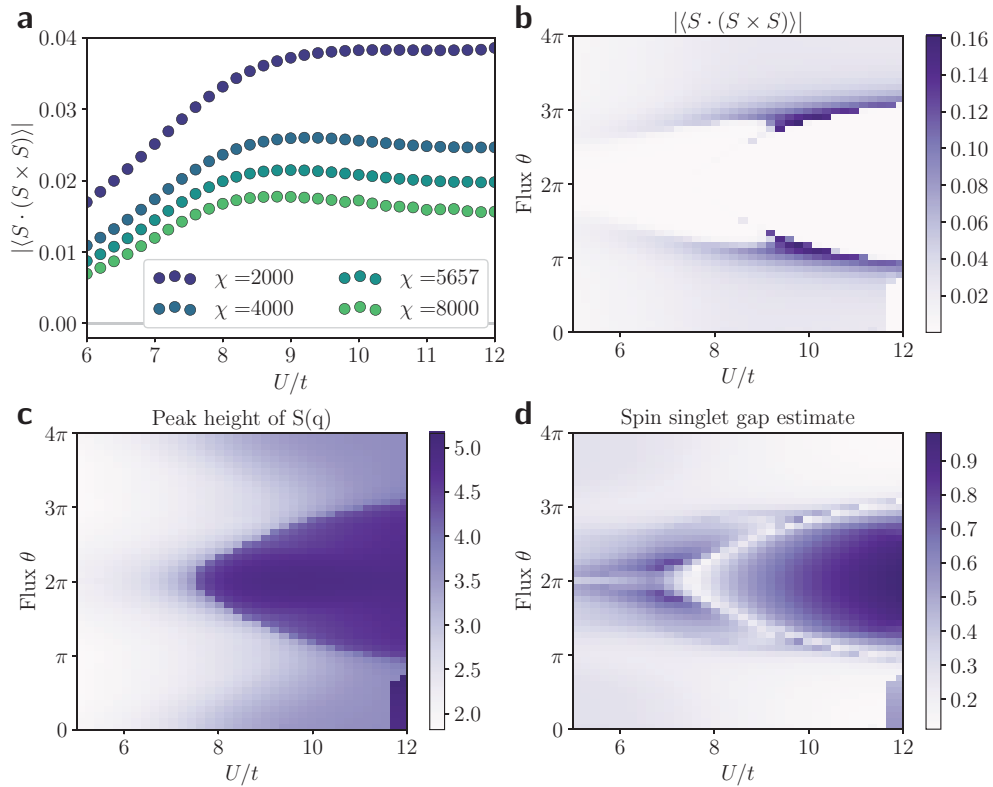 a
|⟨S · (S × S)⟩|
0.04
0.03
0.02
0.01
0.00
χ =2000
χ =4000
χ =5657
χ =8000
6 7 8 9 10 11 12
U/t
b
|⟨S · (S × S)⟩|
Flux θ
4π
3π
2π
π
0
6 8 10 12
U/t
0.16
0.14
0.12
0.10
0.08
0.06
0.04
0.02
c
Peak height of S(q)
Flux θ
4π
3π
2π
π
0
6 8 10 12
U/t
5.0
4.5
4.0
3.5
3.0
2.5
2.0
d
Spin singlet gap estimate
Flux θ
4π
3π
2π
π
0
6 8 10 12
U/t
0.9
0.8
0.7
0.6
0.5
0.4
0.3
0.2